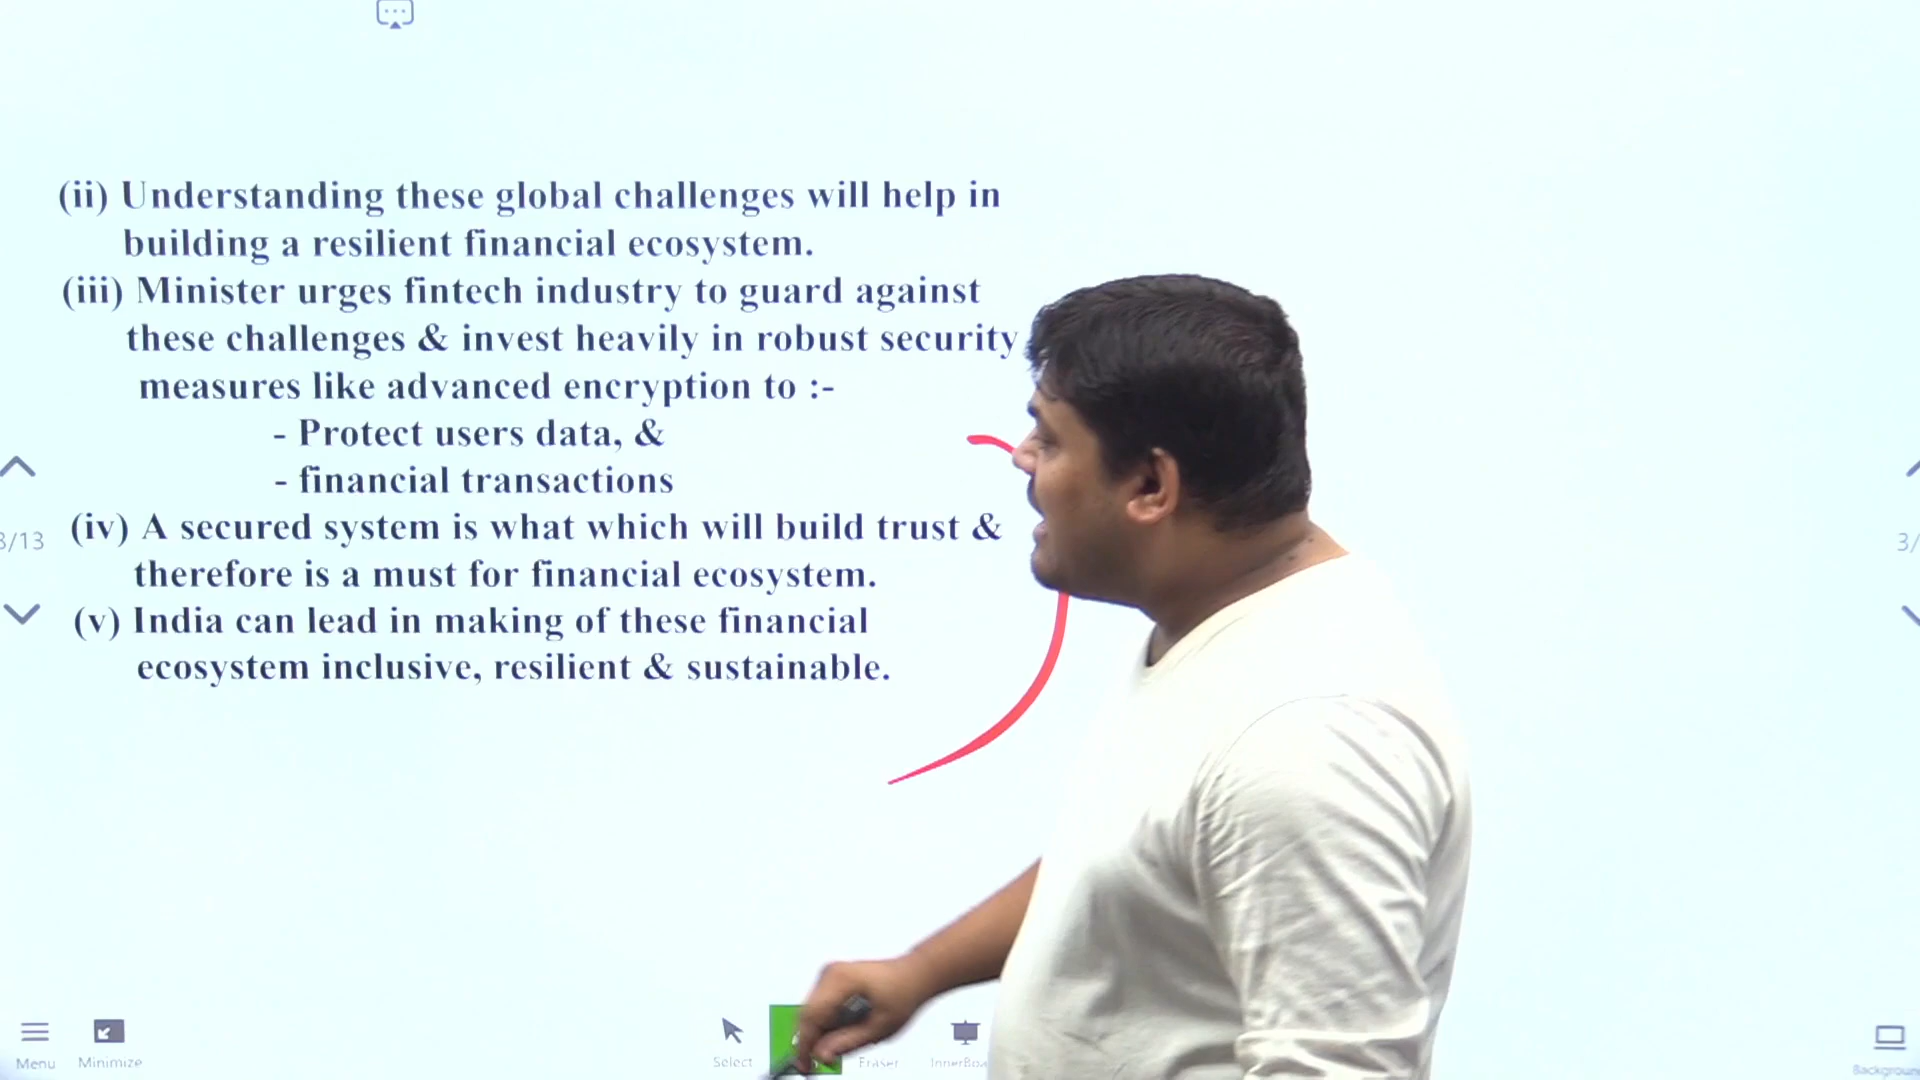 (ii) Understanding these global challenges will help in
building a resilient financial ecosystem.
(iii) Minister urges fintech industry to guard against
these challenges & invest heavily in robust security
measures like advanced encryption to :-
- Protect users data, &
- financial transactions
(iv) A secured system is what which will build trust &
therefore is a must for financial ecosystem.
(v) India can lead in making of these financial
ecosystem inclusive, resilient & sustainable.
3/13
3/
Menu
Minimize
Select
Eraser
InnerBoa
Background